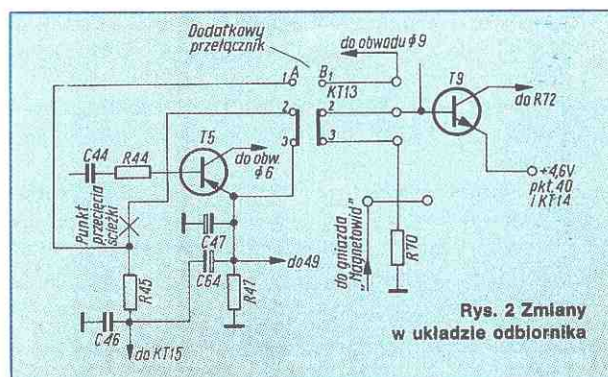 Dodatkowy
przełącznik
do obwodu φ9
1 A
B 1
KT13
T9
2
2
do R72
3
3
T5
C44
R44
do obw.
φ6
+4,6V
pkt. 40
i KT14
Punkt
przecięcia
ścieżki
C47
C64
do 49
do gniazda
„Magnetowid"
R70
R45
R47
C46
do KT15
Rys. 2 Zmiany
w układzie odbiornika